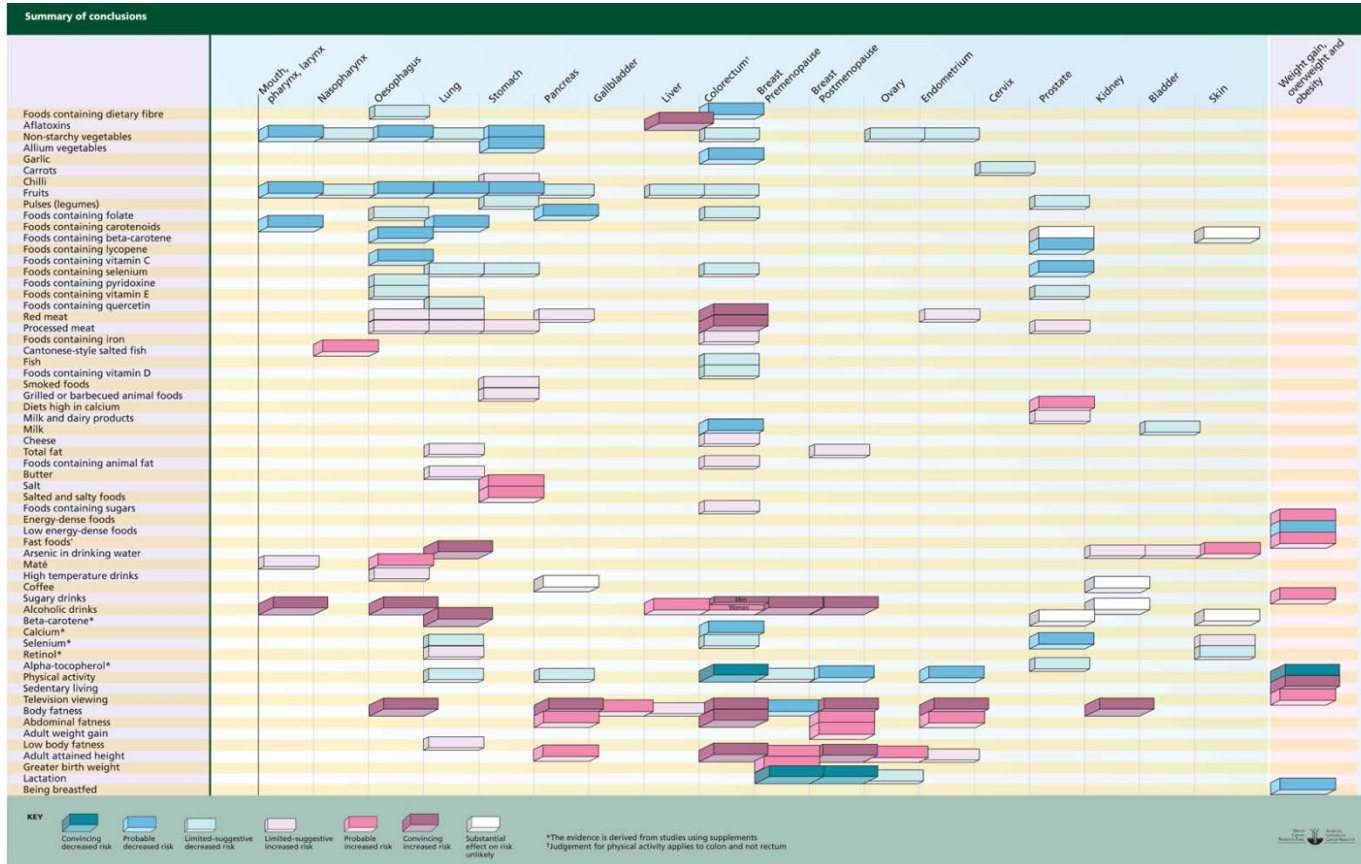 Summary of conclusions
Mouth,
pharynx, larynx
Nasopharynx
Oesophagus
Lung
Stomach
Pancreas
Gallbladder
Liver
Colorectum†
Breast
Premenopause
Breast
Postmenopause
Ovary
Endometrium
Cervix
Prostate
Kidney
Bladder
Skin
Weight gain,
overweight and
obesity
Foods containing dietary fibre
Aflatoxins
Non-starchy vegetables
Allium vegetables
Garlic
Carrots
Chilli
Fruits
Pulses (legumes)
Foods containing folate
Foods containing carotenoids
Foods containing beta-carotene
Foods containing lycopene
Foods containing vitamin C
Foods containing selenium
Foods containing pyridoxine
Foods containing vitamin E
Foods containing quercetin
Red meat
Processed meat
Foods containing iron
Cantonese-style salted fish
Fish
Foods containing vitamin D
Smoked foods
Grilled or barbecued animal foods
Diets high in calcium
Milk and dairy products
Milk
Cheese
Total fat
Foods containing animal fat
Butter
Salt
Salted and salty foods
Foods containing sugars
Energy-dense foods
Low energy-dense foods
Fast foods'
Arsenic in drinking water
Maté
High temperature drinks
Coffee
Sugary drinks
Men
Alcoholic drinks
Women
Beta-carotene*
Calcium*
Selenium*
Retinol*
Alpha-tocopherol*
Physical activity
Sedentary living
Television viewing
Body fatness
Abdominal fatness
Adult weight gain
Low body fatness
Adult attained height
Greater birth weight
Lactation
Being breastfed
KEY
Convincing
decreased risk
Probable
decreased risk
Limited–suggestive
decreased risk
Limited–suggestive
increased risk
Probable
increased risk
Convincing
increased risk
Substantial
effect on risk
unlikely
*The evidence is derived from studies using supplements
†Judgement for physical activity applies to colon and not rectum